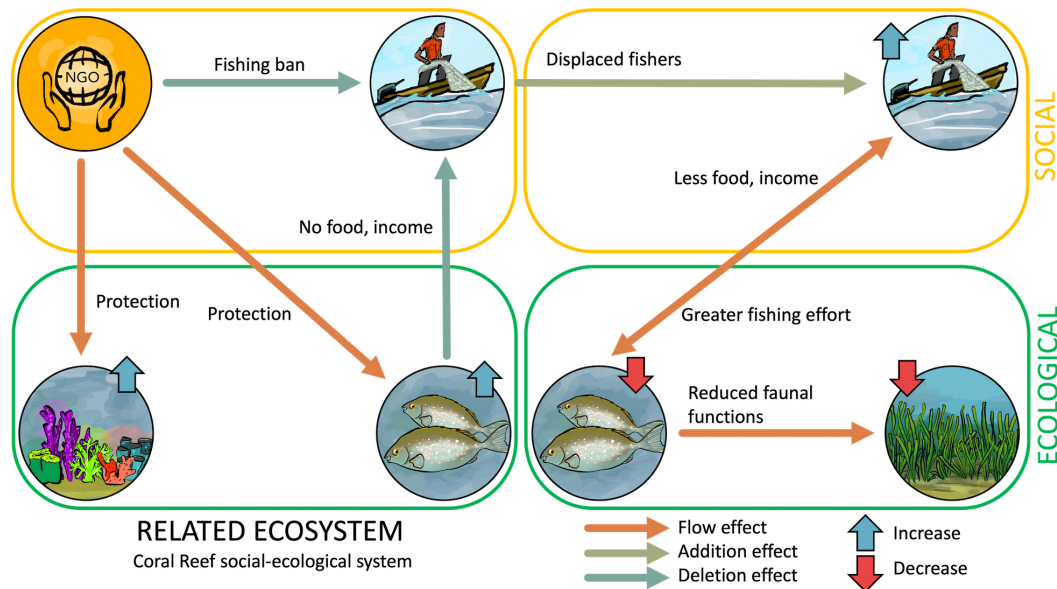 NGO
Fishing ban
Displaced fishers
SOCIAL
Less food, income
No food, income
Protection
Protection
Greater fishing effort
ECOLOGICAL
Reduced faunal
functions
RELATED ECOSYSTEM
Coral Reef social-ecological system
Flow effect
Addition effect
Deletion effect
Increase
Decrease